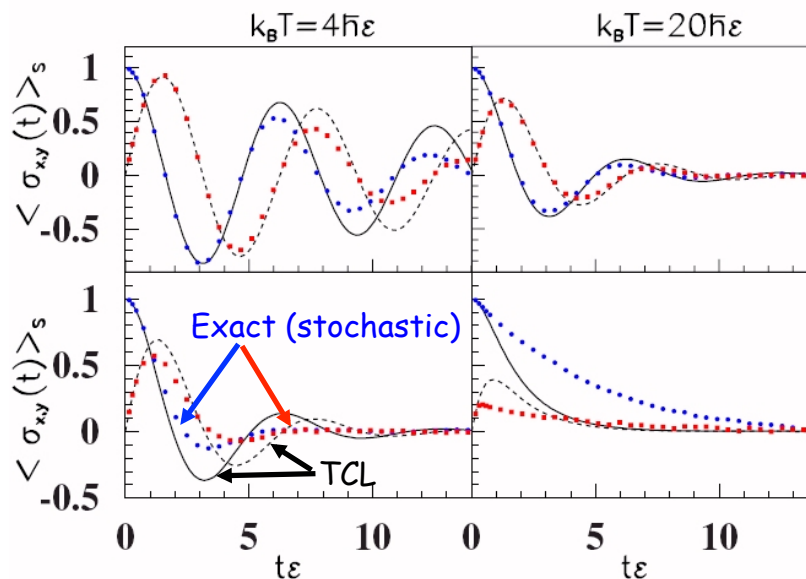 k_BT=4ħε
k_BT=20ħε
< σ_x,y(t) >_s
1
0.5
0
-0.5
< σ_x,y(t) >_s
1
0.5
0
-0.5
Exact (stochastic)
TCL
0 5 10
0 5 10
tε
tε